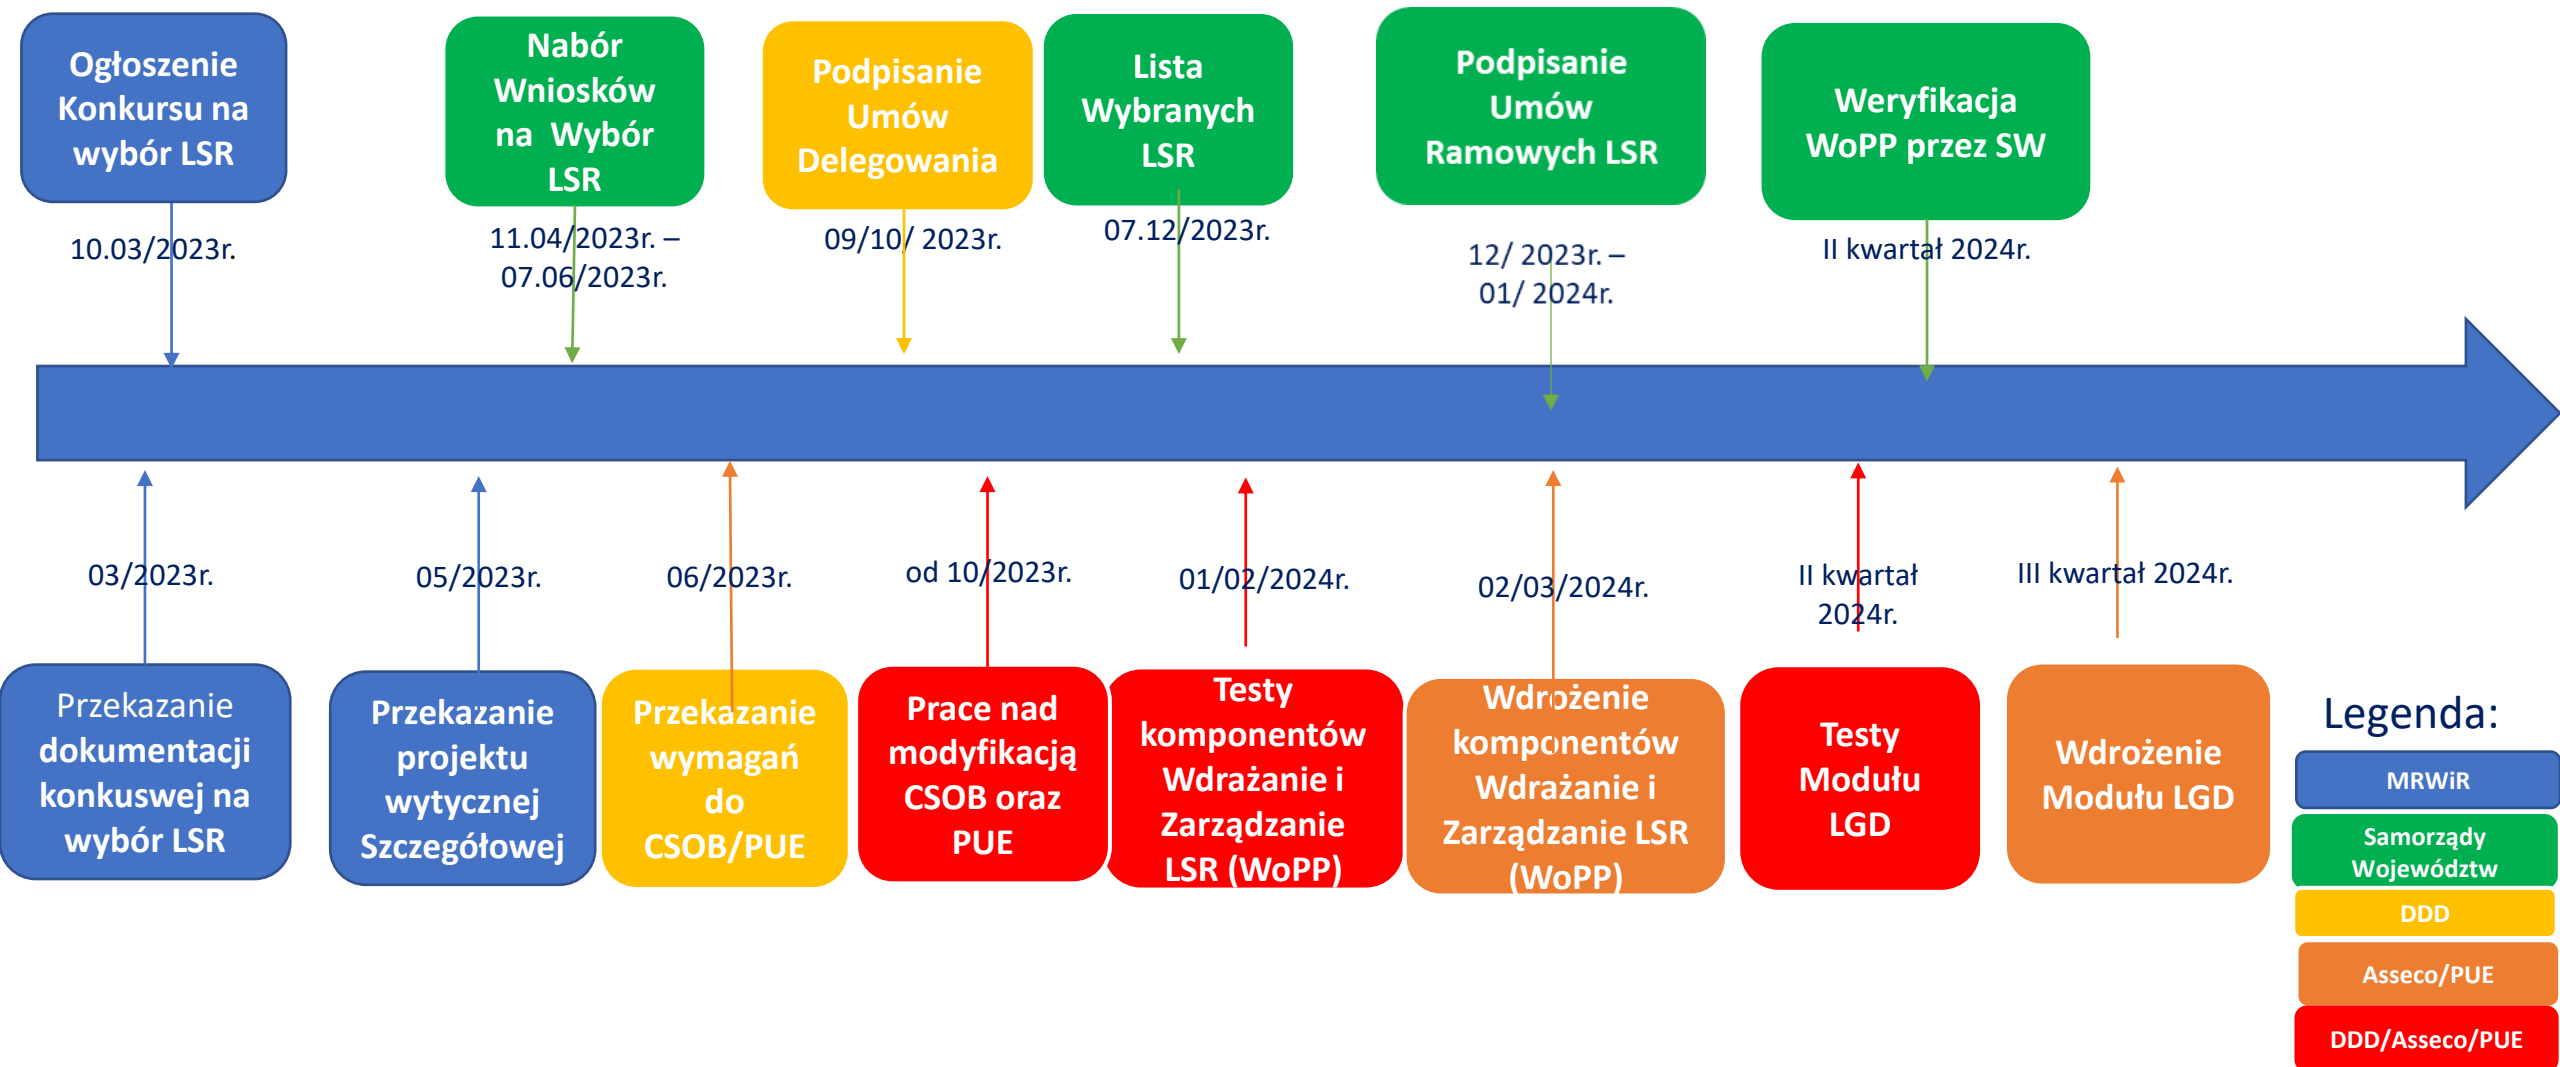 Ogłoszenie
Konkursu na
wybór LSR
10.03/2023r.
Nabór
Wniosków
na Wybór
LSR
11.04/2023r. –
07.06/2023r.
Podpisanie
Umów
Delegowania
09/10/ 2023r.
Lista
Wybranych
LSR
07.12/2023r.
Podpisanie
Umów
Ramowych LSR
12/ 2023r. –
01/ 2024r.
Weryfikacja
WoPP przez SW
II kwartał 2024r.
03/2023r.
Przekazanie
dokumentacji
konkuswej na
wybór LSR
05/2023r.
Przekazanie
projektu
wytycznej
Szczegółowej
06/2023r.
Przekazanie
wymagań
do
CSOB/PUE
od 10/2023r.
Prace nad
modyfikacją
CSOB oraz
PUE
01/02/2024r.
Testy
komponentów
Wdrażanie i
Zarządzanie
LSR (WoPP)
02/03/2024r.
Wdrożenie
komponentów
Wdrażanie i
Zarządzanie LSR
(WoPP)
II kwartał
2024r.
Testy
Modułu
LGD
III kwartał 2024r.
Wdrożenie
Modułu LGD
Legenda:
MRWiR
Samorządy
Województw
DDD
Asseco/PUE
DDD/Asseco/PUE